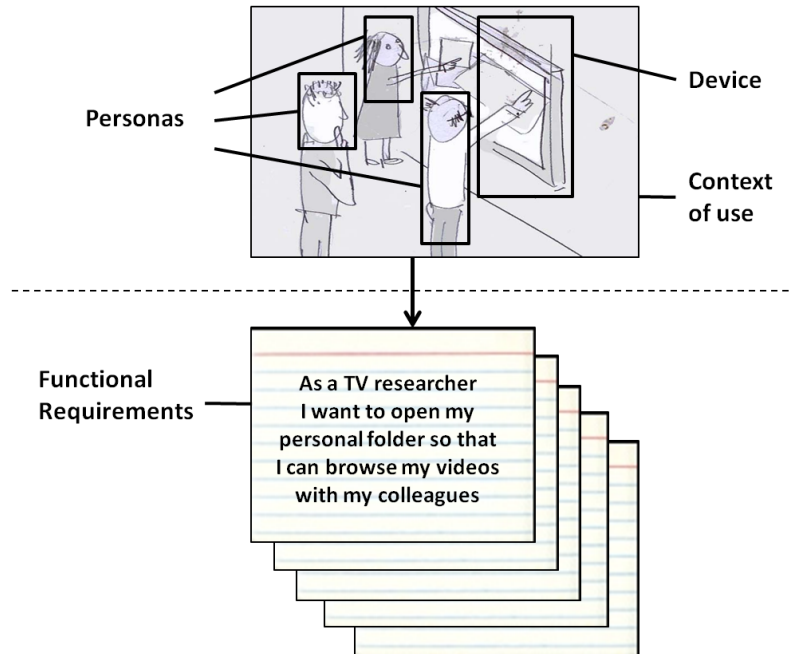 Personas
Device
Context
of use
Functional
Requirements
As a TV researcher
I want to open my
personal folder so that
I can browse my videos
with my colleagues